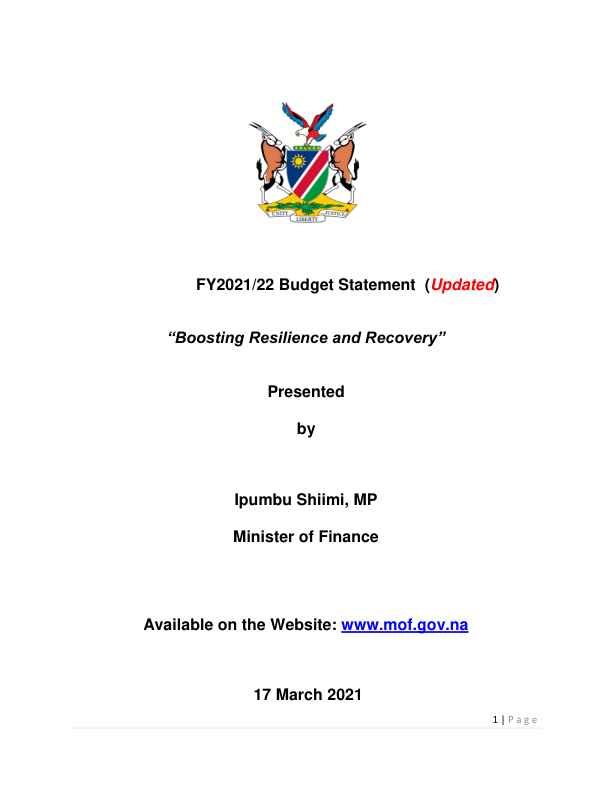 UNITY LIBERTY JUSTICE
FY2021/22 Budget Statement (Updated)
“Boosting Resilience and Recovery”
Presented
by
Ipumbu Shiimi, MP
Minister of Finance
Available on the Website: www.mof.gov.na
17 March 2021
1 | Page